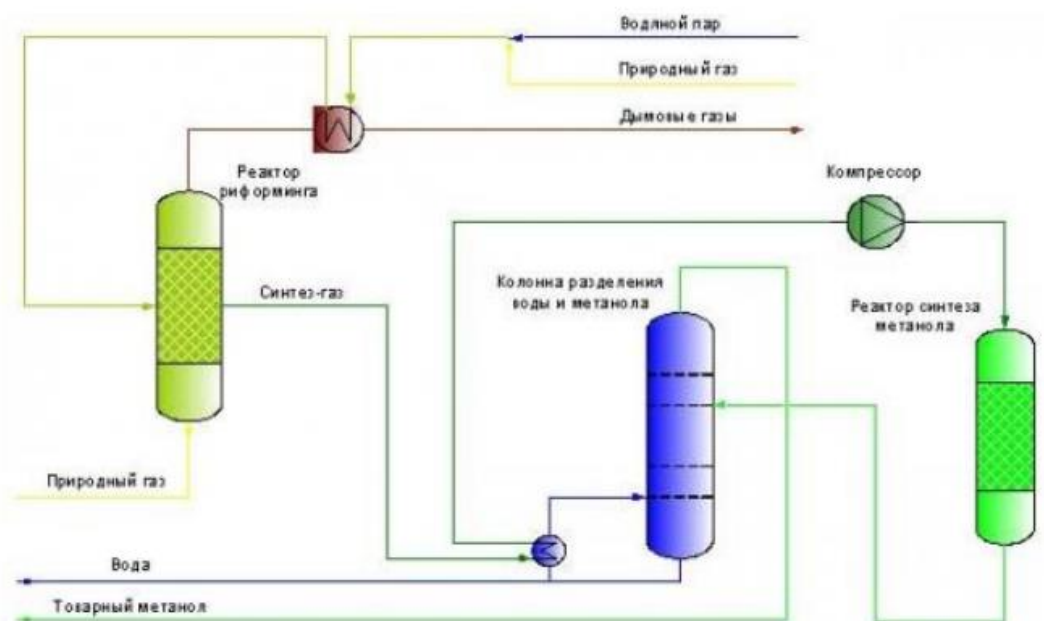 Водяной пар
Природный газ
Дымовые газы
Реактор
риформинга
Компрессор
Синтез-газ
Колонна разделения
воды и метанола
Реактор синтеза
метанола
Природный газ
Вода
Товарный метанол